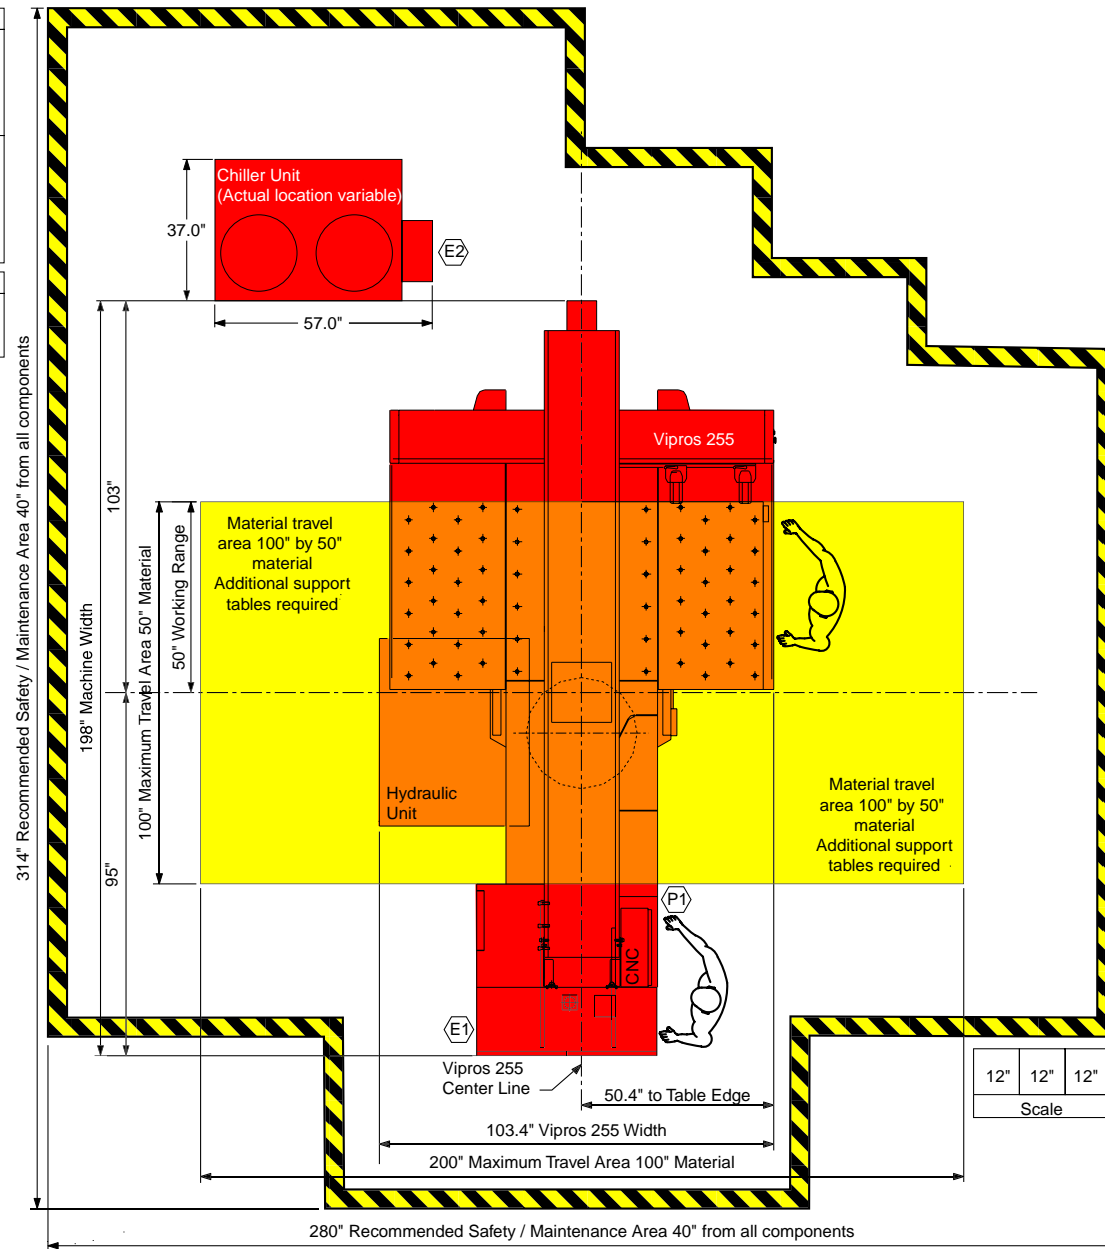 Chiller Unit
(Actual location variable)
37.0"
E2
57.0"
Vipros 255
314" Recommended Safety / Maintenance Area 40" from all components
198" Machine Width
103"
95"
100" Maximum Travel Area 50" Material
50" Working Range
Material travel
area 100" by 50"
material
Additional support
tables required
Hydraulic
Unit
Material travel
area 100" by 50"
material
Additional support
tables required
P1
CNC
E1
Vipros 255
Center Line
50.4" to Table Edge
12" 12" 12"
Scale
103.4" Vipros 255 Width
200" Maximum Travel Area 100" Material
280" Recommended Safety / Maintenance Area 40" from all components